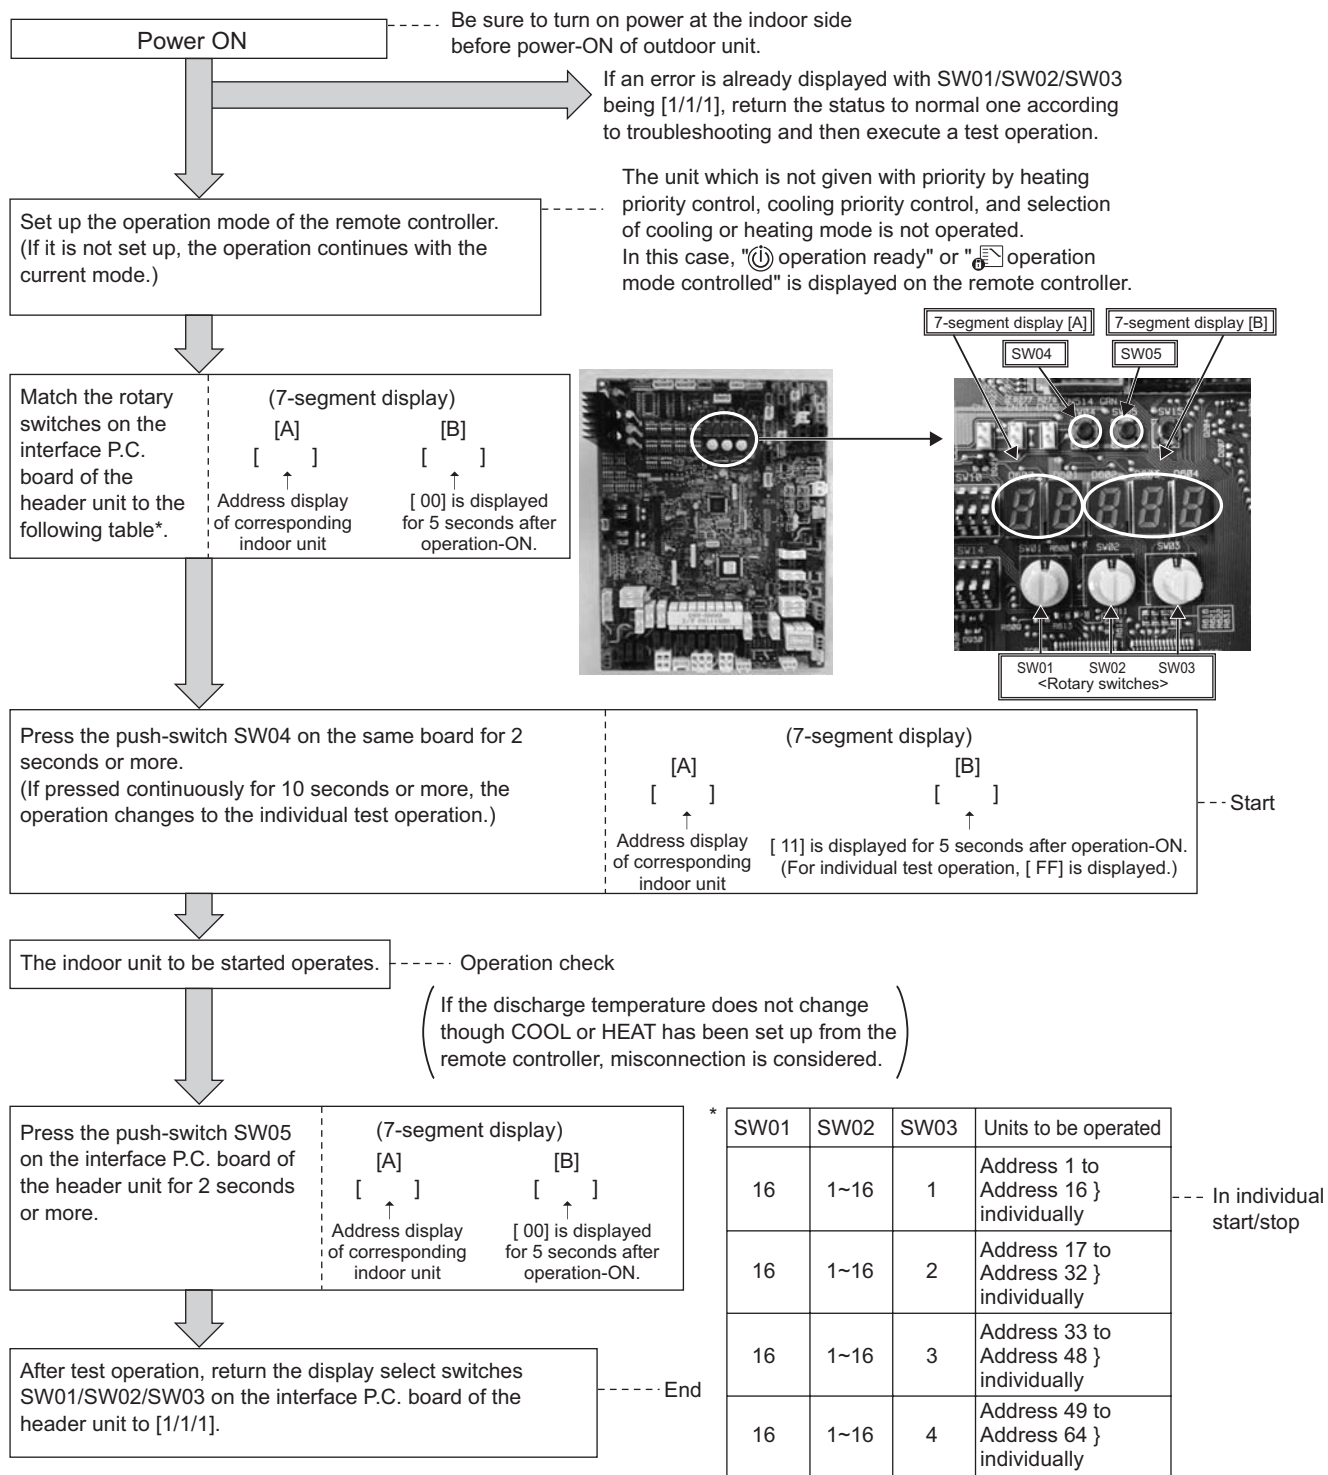 Power ON
Be sure to turn on power at the indoor side
before power-ON of outdoor unit.
If an error is already displayed with SW01/SW02/SW03
being [1/1/1], return the status to normal one according
to troubleshooting and then execute a test operation.
Set up the operation mode of the remote controller.
(If it is not set up, the operation continues with the
current mode.)
The unit which is not given with priority by heating
priority control, cooling priority control, and selection
of cooling or heating mode is not operated.
In this case, " operation ready" or " operation
mode controlled" is displayed on the remote controller.
Match the rotary
switches on the
interface P.C.
board of the
header unit to the
following table*.
(7-segment display)
[A] [B]
[ ] [ ]
Address display
of corresponding
indoor unit
[ 00] is displayed
for 5 seconds after
operation-ON.
7-segment display [A]
7-segment display [B]
SW04
SW05
SW10
SW14
SW01 SW02 SW03
SW01 SW02 SW03
<Rotary switches>
Press the push-switch SW04 on the same board for 2
seconds or more.
(If pressed continuously for 10 seconds or more, the
operation changes to the individual test operation.)
(7-segment display)
[A] [B]
[ ] [ ]
Address display
of corresponding
indoor unit
[ 11] is displayed for 5 seconds after operation-ON.
(For individual test operation, [ FF] is displayed.)
Start
The indoor unit to be started operates.
Operation check
If the discharge temperature does not change
though COOL or HEAT has been set up from the
remote controller, misconnection is considered.
Press the push-switch SW05
on the interface P.C. board of
the header unit for 2 seconds
or more.
(7-segment display)
[A] [B]
[ ] [ ]
Address display
of corresponding
indoor unit
[ 00] is displayed
for 5 seconds after
operation-ON.
After test operation, return the display select switches
SW01/SW02/SW03 on the interface P.C. board of the
header unit to [1/1/1].
End
*
SW01 SW02 SW03 Units to be operated
16 1~16 1 Address 1 to
Address 16 }
individually
16 1~16 2 Address 17 to
Address 32 }
individually
16 1~16 3 Address 33 to
Address 48 }
individually
16 1~16 4 Address 49 to
Address 64 }
individually
In individual
start/stop